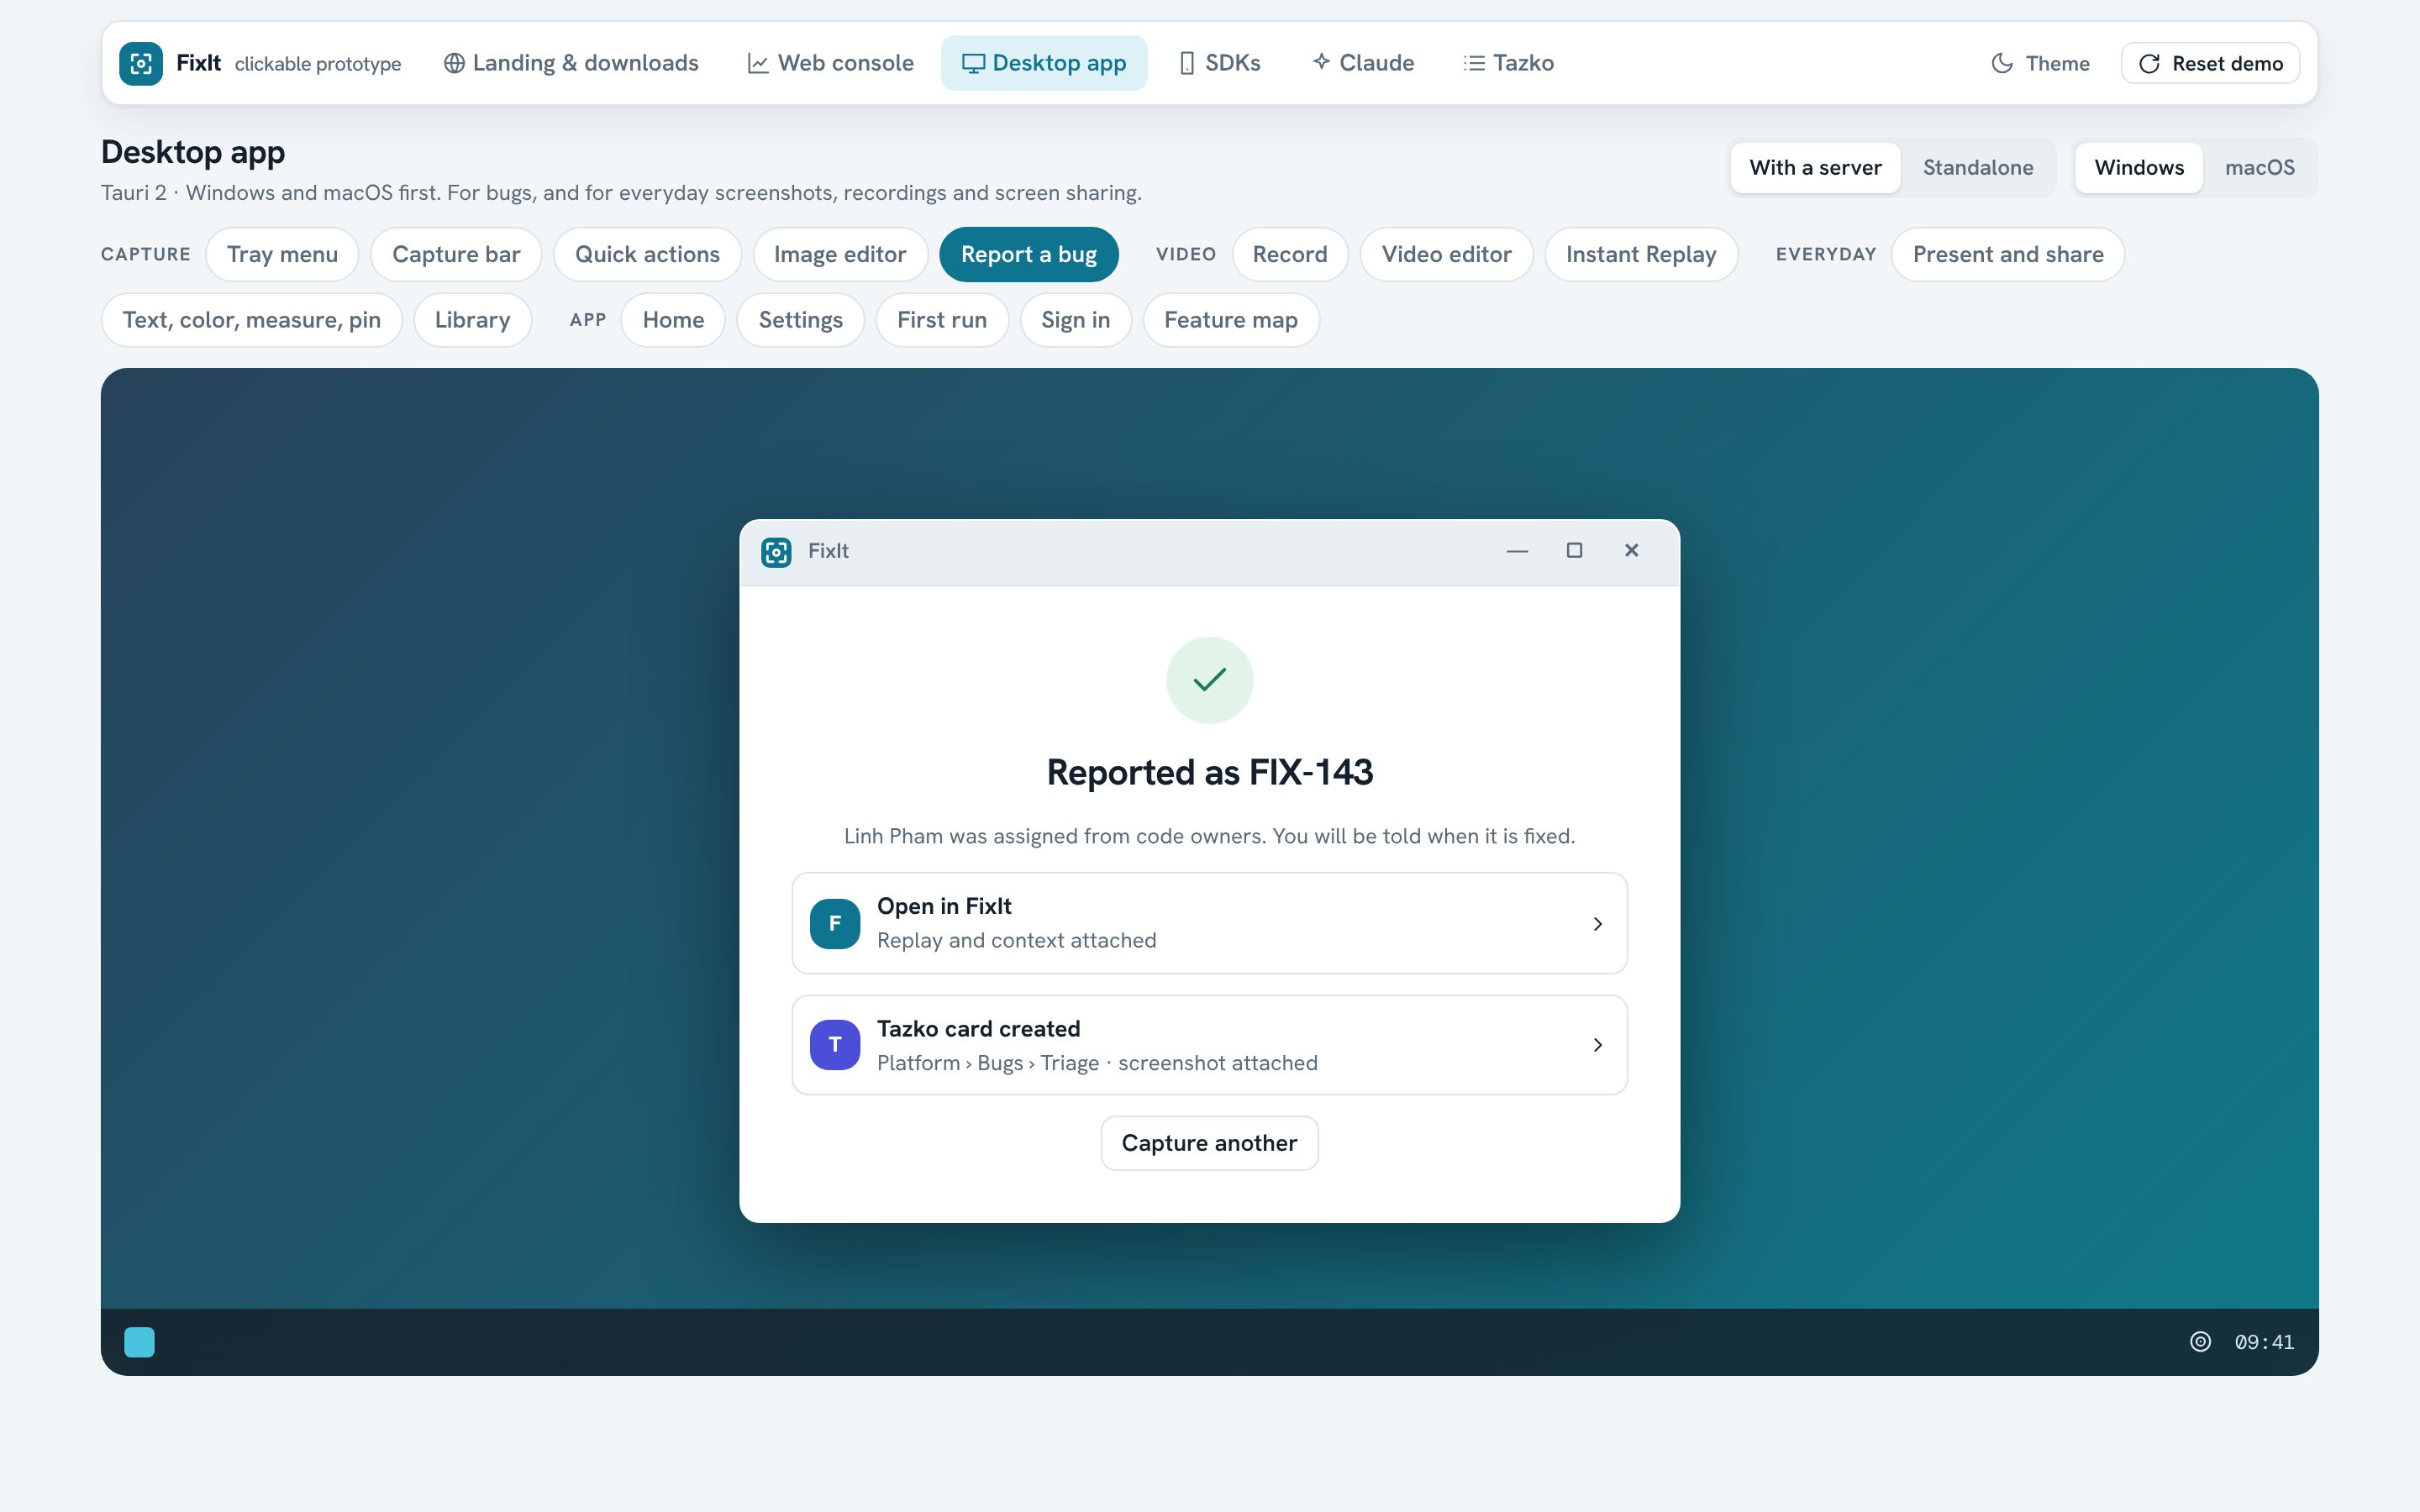 FixIt clickable prototype Landing & downloads Web console Desktop app SDKs Claude Tazko Theme Reset demo
Desktop app
With a server Standalone Windows macOS
Tauri 2 · Windows and macOS first. For bugs, and for everyday screenshots, recordings and screen sharing.
CAPTURE Tray menu Capture bar Quick actions Image editor Report a bug VIDEO Record Video editor Instant Replay EVERYDAY Present and share
Text, color, measure, pin Library APP Home Settings First run Sign in Feature map
FixIt
Reported as FIX-143
Linh Pham was assigned from code owners. You will be told when it is fixed.
F
Open in FixIt
Replay and context attached
T
Tazko card created
Platform › Bugs › Triage · screenshot attached
Capture another
09:41